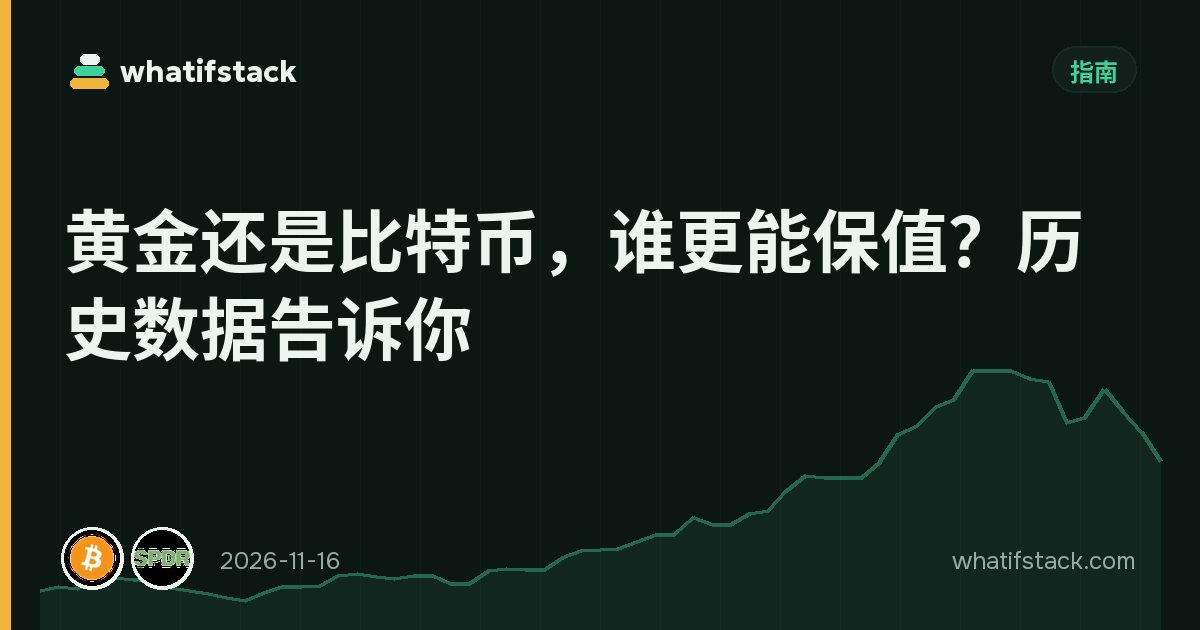 whatifstack
指南
黄金还是比特币，谁更能保值？历
史数据告诉你
SPDR
2026-11-16
whatifstack.com